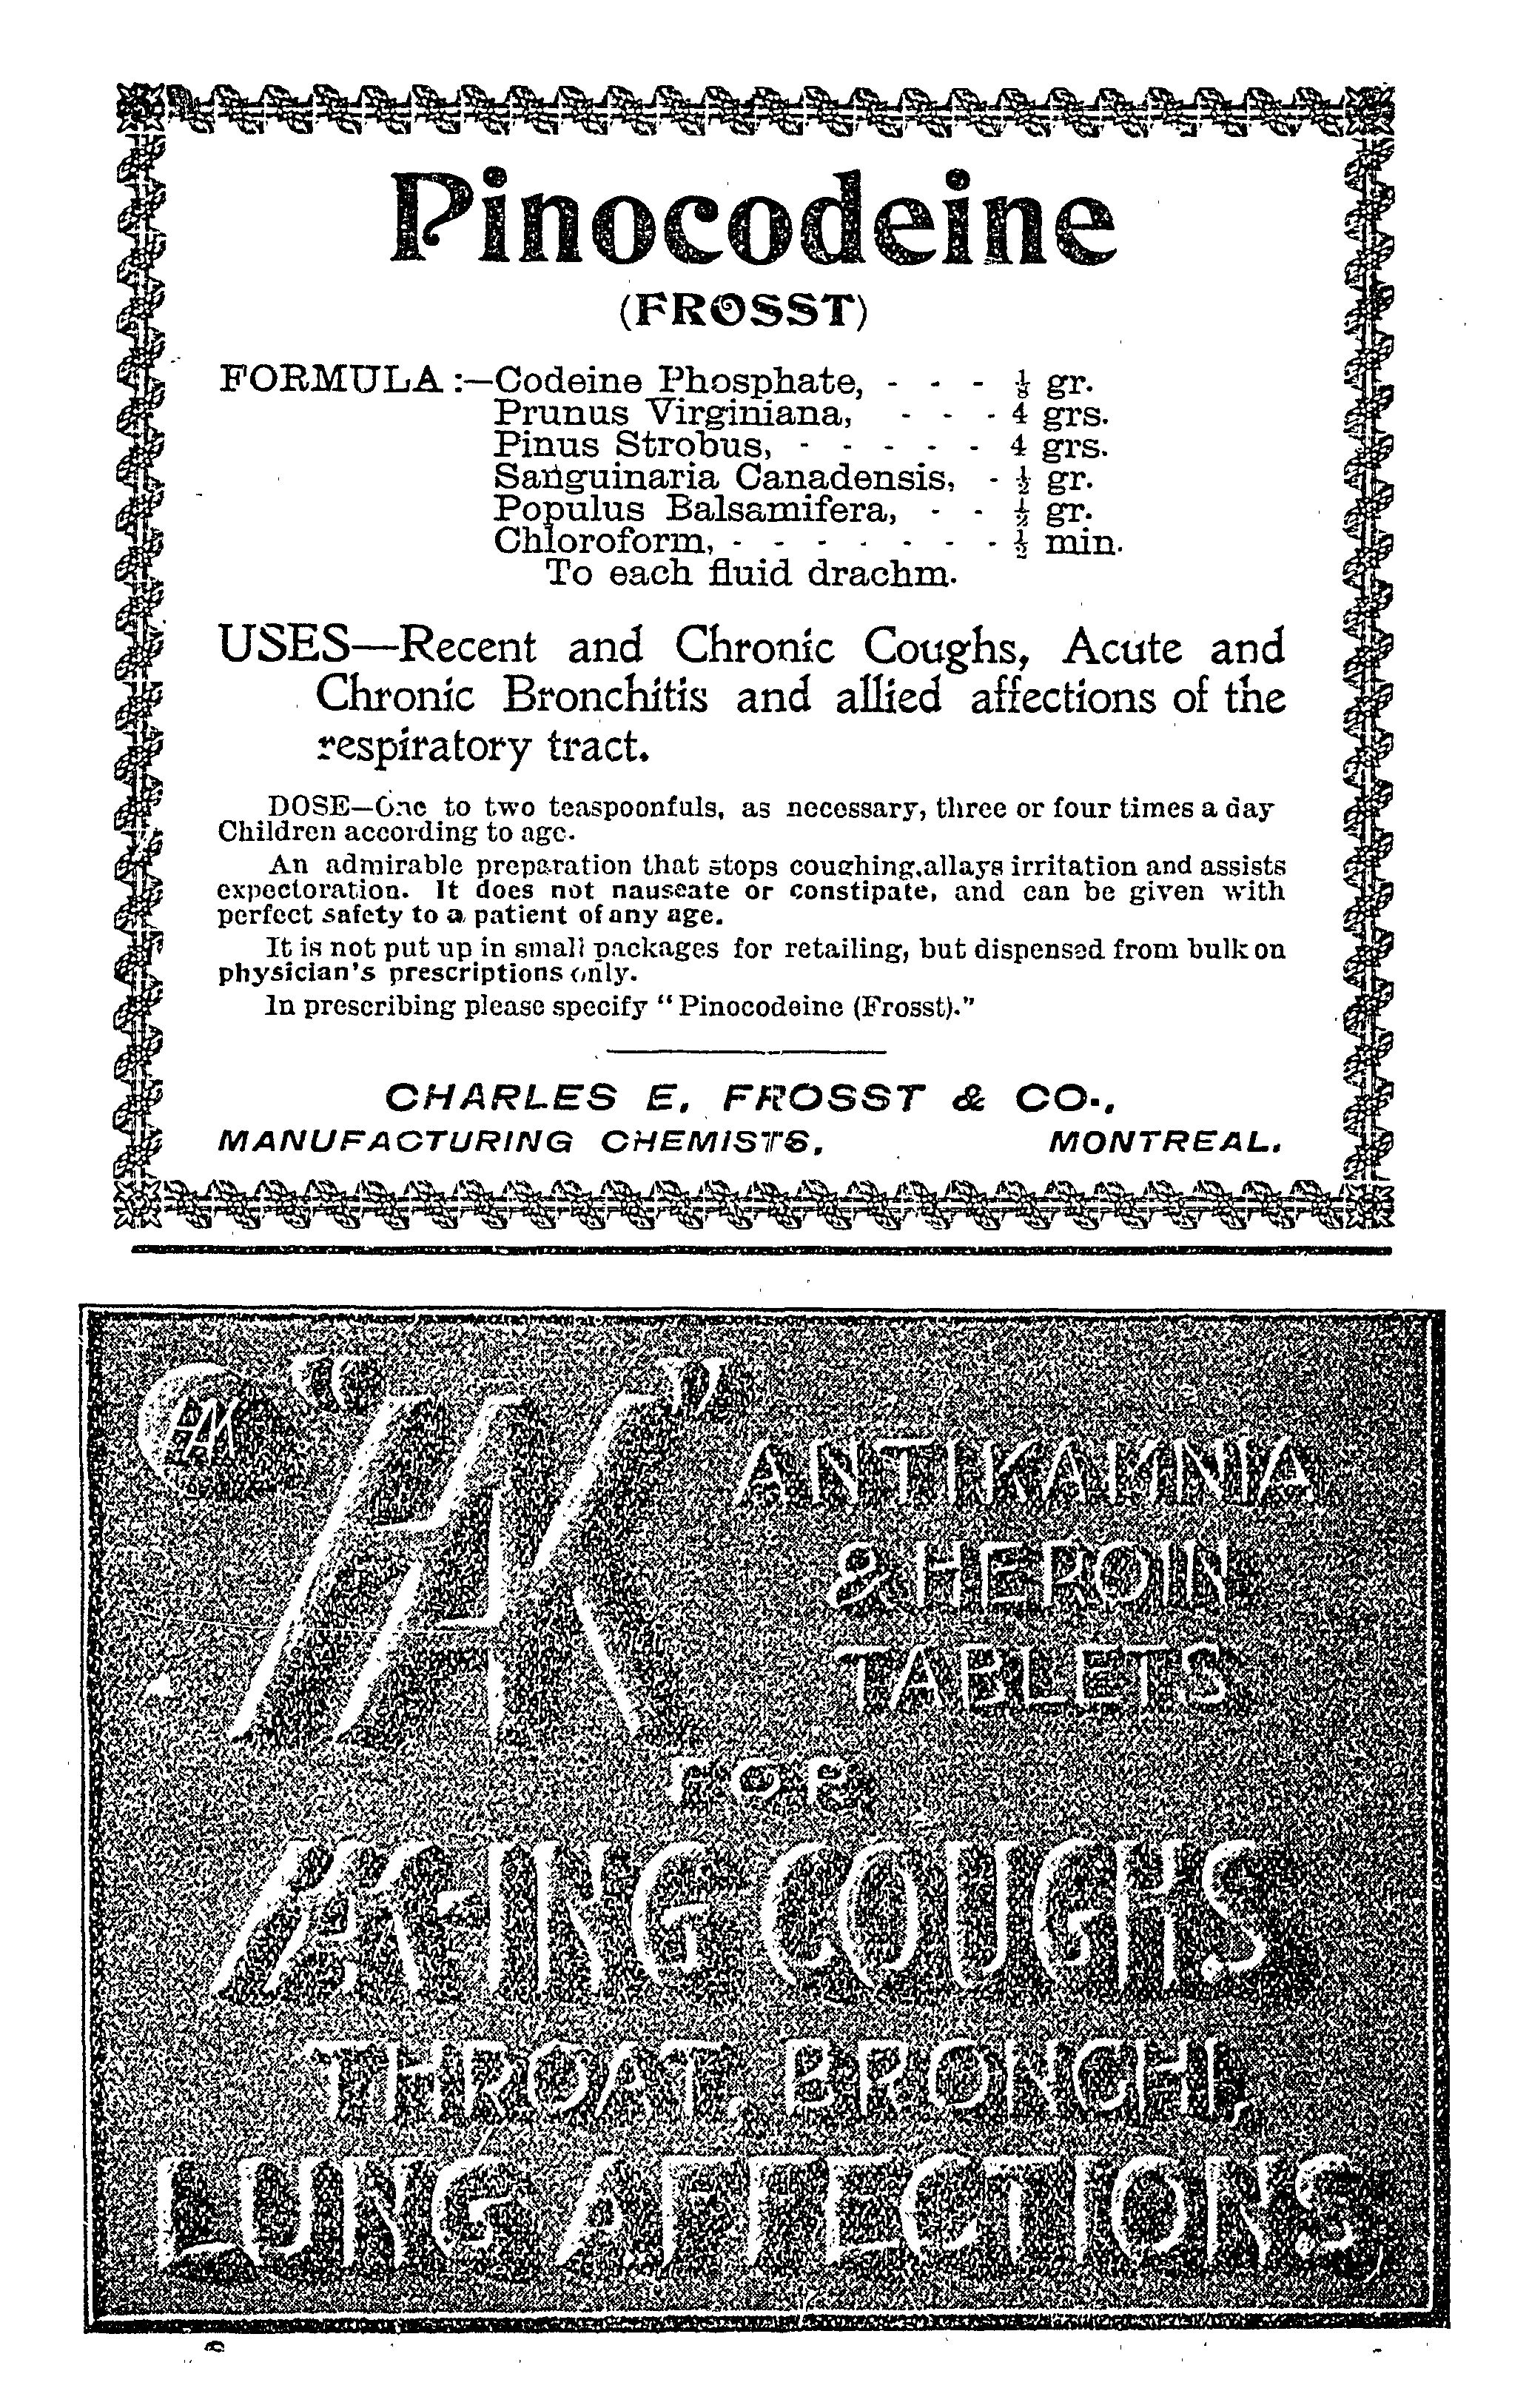 Pinocodeine
(FROSST)
FORMULA :—Codeine Phosphate, - - - ⅛ gr.
Prunus Virginiana, - - - 4 grs.
Pinus Strobus, - - - - - 4 grs.
Sanguinaria Canadensis, - ½ gr.
Populus Balsamifera, - - ½ gr.
Chloroform, - - - - - - - ½ min.
To each fluid drachm.
USES—Recent and Chronic Coughs, Acute and
Chronic Bronchitis and allied affections of the
respiratory tract.
DOSE—One to two teaspoonfuls, as necessary, three or four times a day
Children according to age.
An admirable preparation that stops coughing, allays irritation and assists
expectoration. It does not nauseate or constipate, and can be given with
perfect safety to a patient of any age.
It is not put up in small packages for retailing, but dispensed from bulk on
physician's prescriptions only.
In prescribing please specify "Pinocodeine (Frosst)."
CHARLES E. FROSST & CO.,
MANUFACTURING CHEMISTS, MONTREAL.
"HAK"
ANTIKAMNIA
& HEROIN
TABLETS
FOR
HAK-ING COUGHS
THROAT, BRONCHI,
LUNG AFFECTIONS